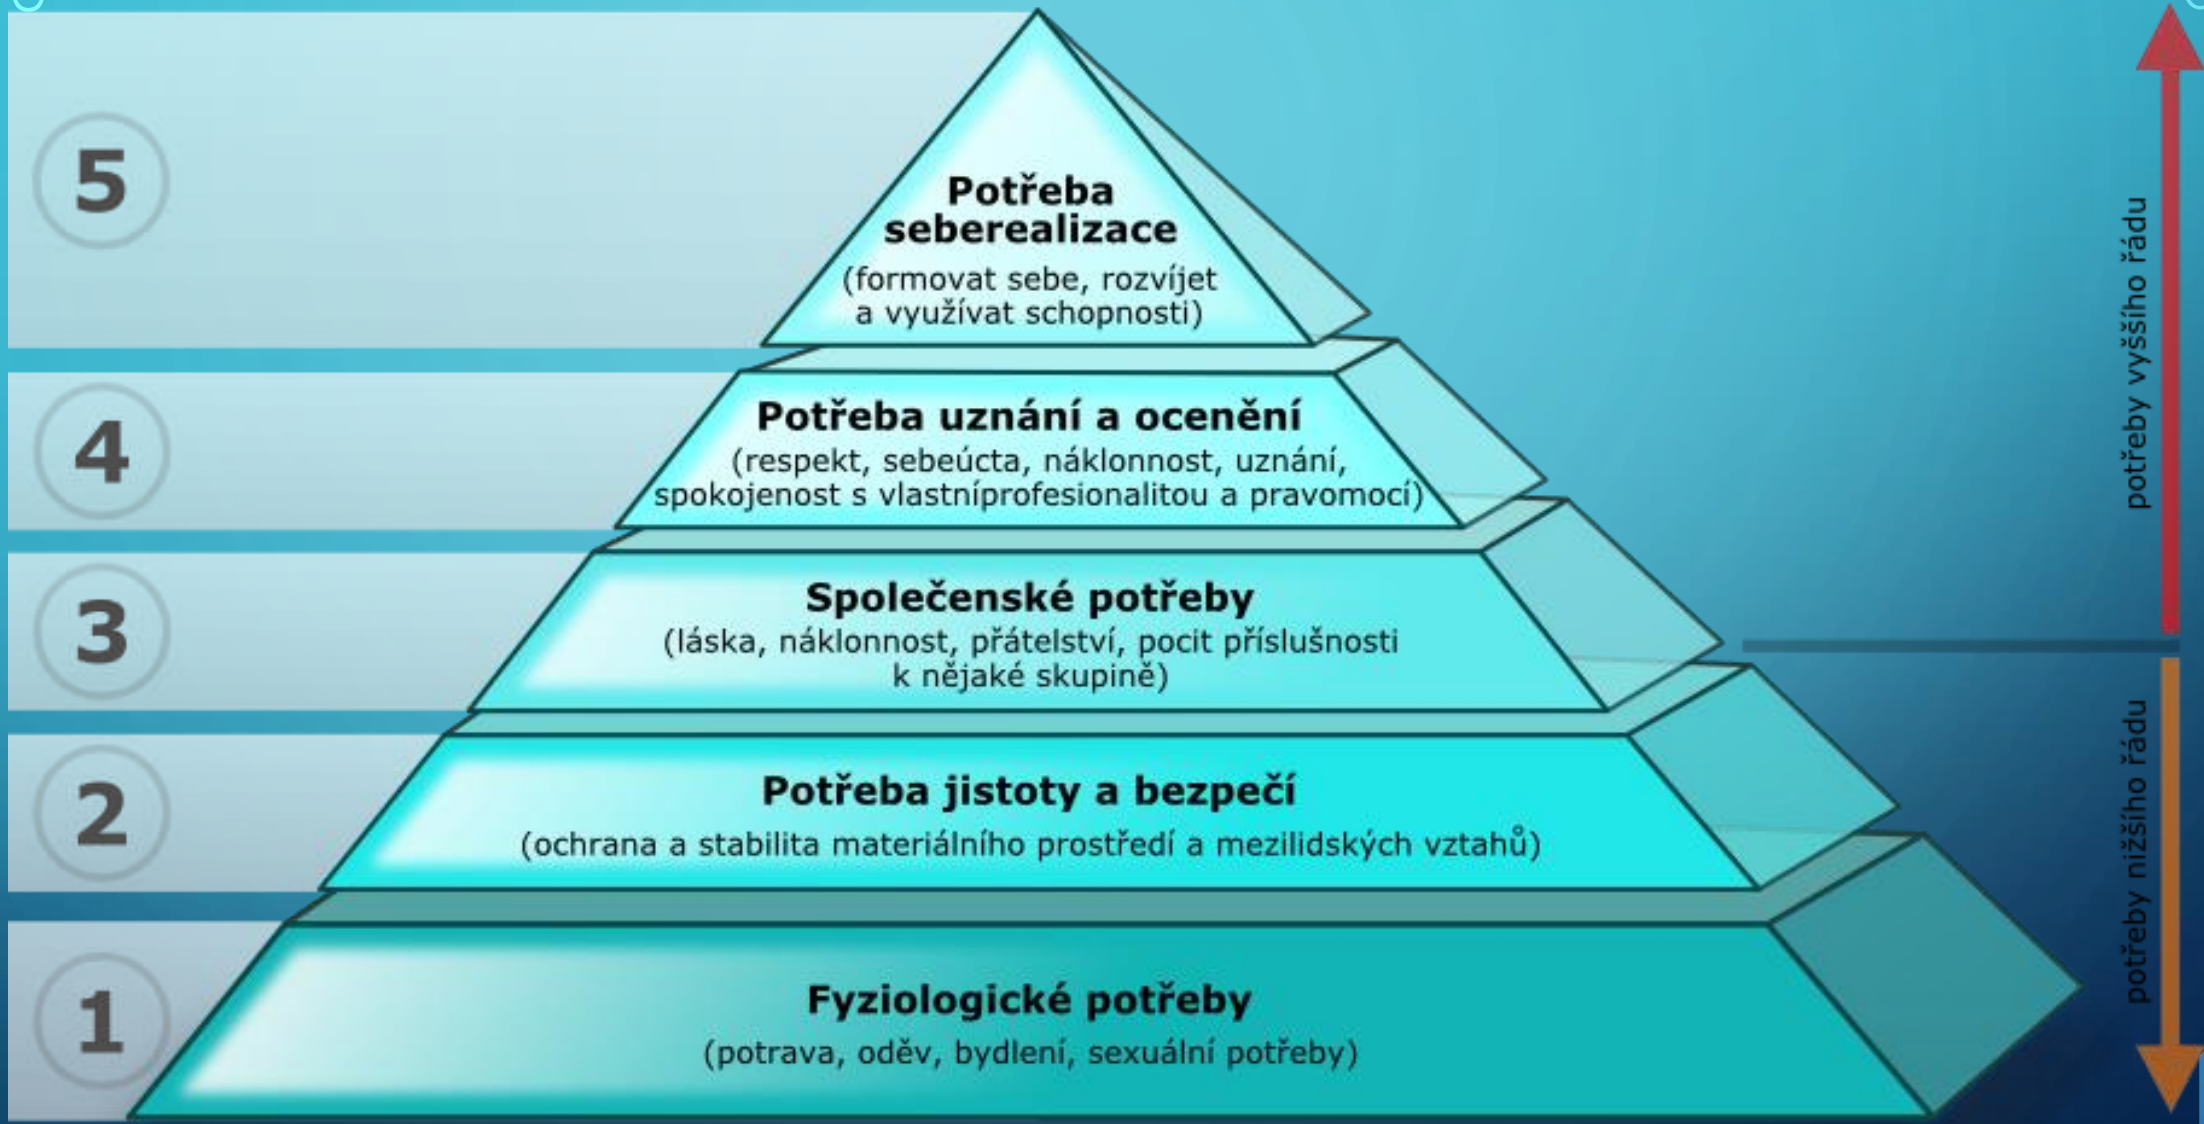 5
Potřeba
seberealizace
(formovat sebe, rozvíjet
a využívat schopnosti)
4
Potřeba uznání a ocenění
(respekt, sebeúcta, náklonnost, uznání,
spokojenost s vlastníprofesionalitou a pravomocí)
3
Společenské potřeby
(láska, náklonnost, přátelství, pocit příslušnosti
k nějaké skupině)
2
Potřeba jistoty a bezpečí
(ochrana a stabilita materiálního prostředí a mezilidských vztahů)
1
Fyziologické potřeby
(potrava, oděv, bydlení, sexuální potřeby)
potřeby vyššího řádu
potřeby nižšího řádu